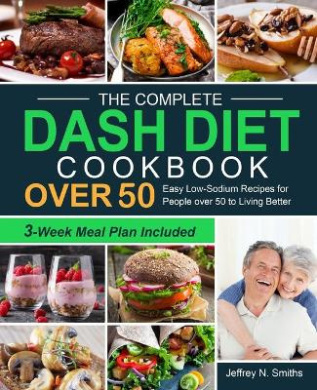 THE COMPLETE
DASH DIET
COOKBOOK
OVER 50
Easy Low-Sodium Recipes for
People over 50 to Living Better
3-Week Meal Plan Included
Jeffrey N. Smiths